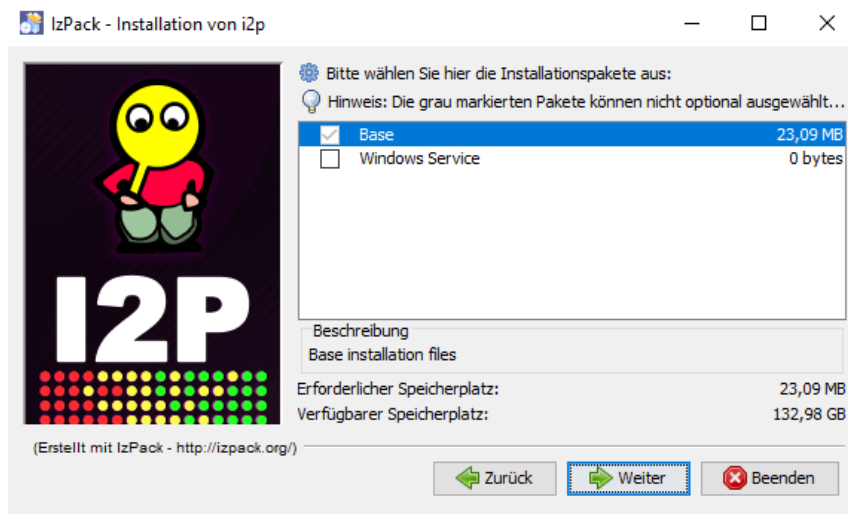 IzPack - Installation von i2p
Bitte wählen Sie hier die Installationspakete aus:
Hinweis: Die grau markierten Pakete können nicht optional ausgewählt...
Base 23,09 MB
Windows Service 0 bytes
I2P
Beschreibung
Base installation files
Erforderlicher Speicherplatz: 23,09 MB
Verfügbarer Speicherplatz: 132,98 GB
(Erstellt mit IzPack - http://izpack.org/)
Zurück Weiter Beenden